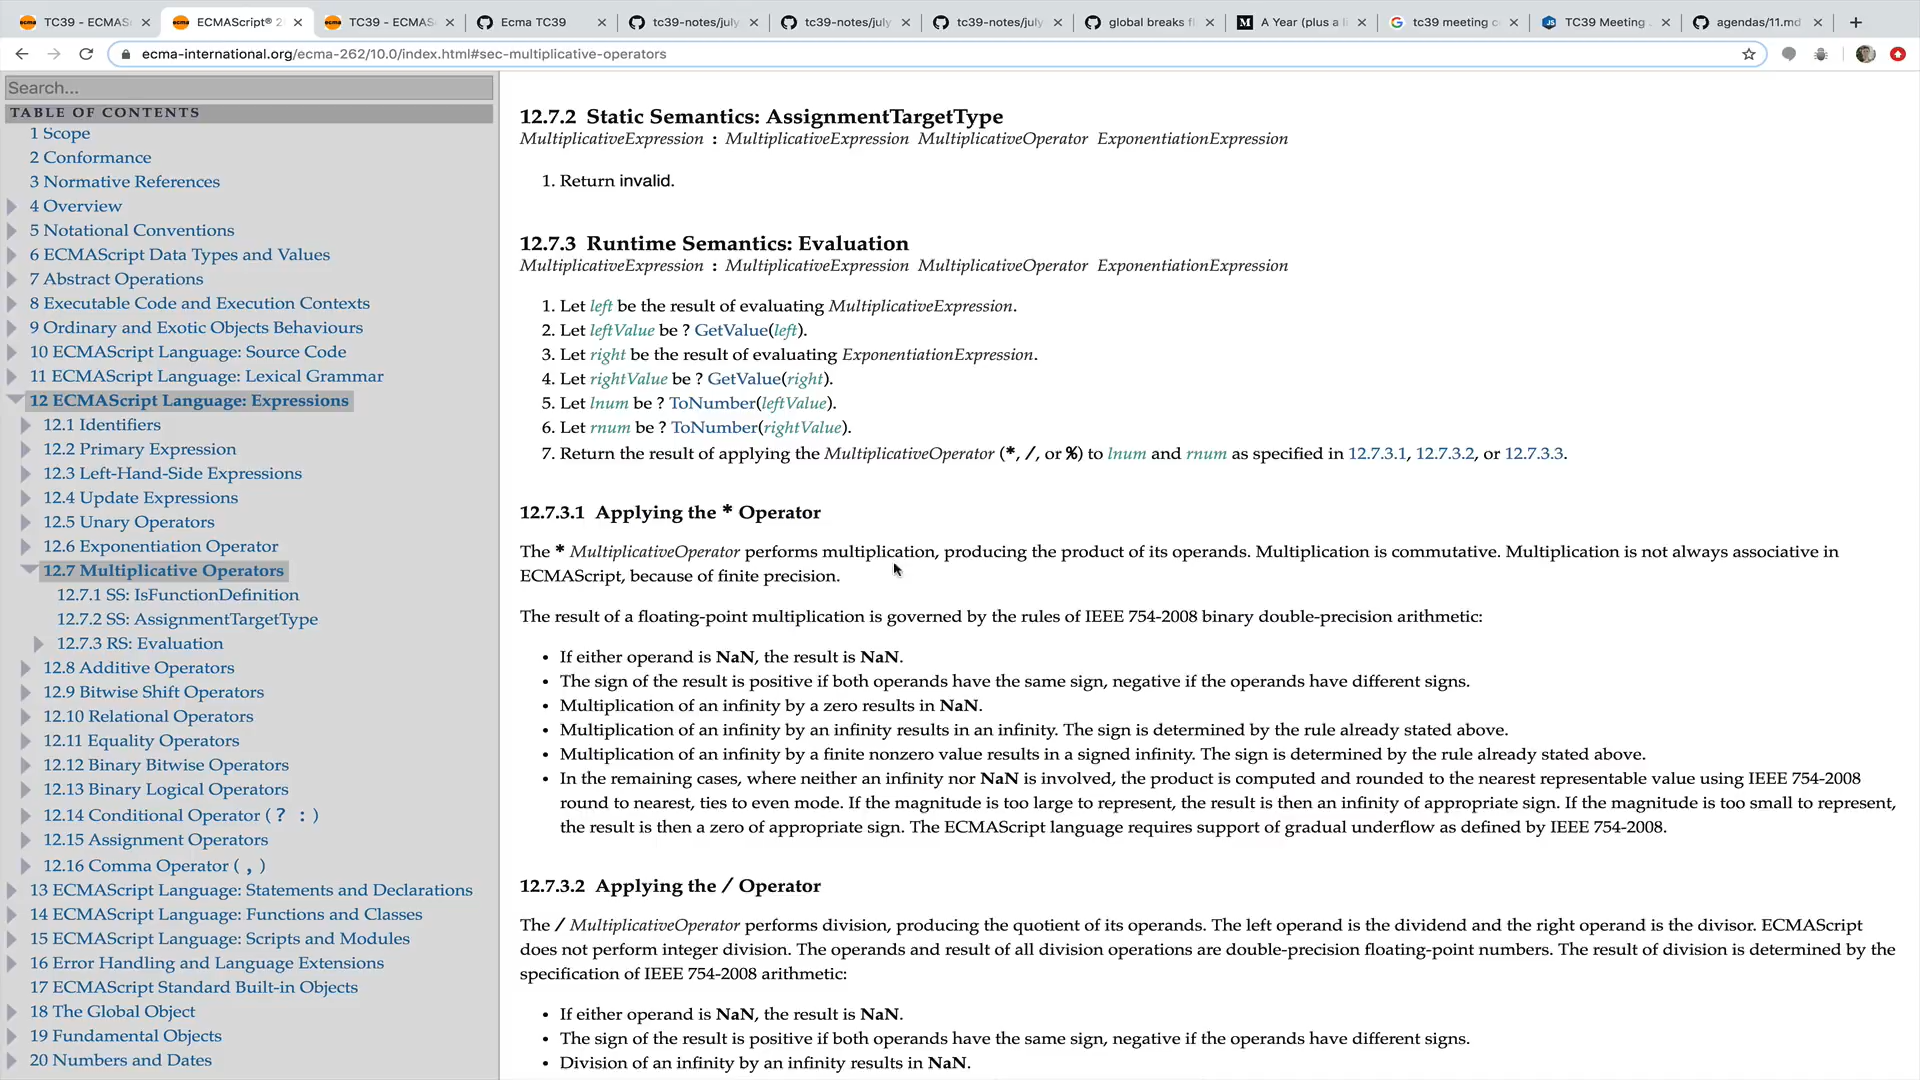 TC39 - ECMAS
ECMAScript® 2
TC39 - ECMAS
Ecma TC39
tc39-notes/july
tc39-notes/july
tc39-notes/july
global breaks f
A Year (plus a li
tc39 meeting c
TC39 Meeting
agendas/11.md
ecma-international.org/ecma-262/10.0/index.html#sec-multiplicative-operators
Search...
TABLE OF CONTENTS
1 Scope
2 Conformance
3 Normative References
4 Overview
5 Notational Conventions
6 ECMAScript Data Types and Values
7 Abstract Operations
8 Executable Code and Execution Contexts
9 Ordinary and Exotic Objects Behaviours
10 ECMAScript Language: Source Code
11 ECMAScript Language: Lexical Grammar
12 ECMAScript Language: Expressions
12.1 Identifiers
12.2 Primary Expression
12.3 Left-Hand-Side Expressions
12.4 Update Expressions
12.5 Unary Operators
12.6 Exponentiation Operator
12.7 Multiplicative Operators
12.7.1 SS: IsFunctionDefinition
12.7.2 SS: AssignmentTargetType
12.7.3 RS: Evaluation
12.8 Additive Operators
12.9 Bitwise Shift Operators
12.10 Relational Operators
12.11 Equality Operators
12.12 Binary Bitwise Operators
12.13 Binary Logical Operators
12.14 Conditional Operator ( ? : )
12.15 Assignment Operators
12.16 Comma Operator ( , )
13 ECMAScript Language: Statements and Declarations
14 ECMAScript Language: Functions and Classes
15 ECMAScript Language: Scripts and Modules
16 Error Handling and Language Extensions
17 ECMAScript Standard Built-in Objects
18 The Global Object
19 Fundamental Objects
20 Numbers and Dates
12.7.2 Static Semantics: AssignmentTargetType
MultiplicativeExpression : MultiplicativeExpression MultiplicativeOperator ExponentiationExpression
1. Return invalid.
12.7.3 Runtime Semantics: Evaluation
MultiplicativeExpression : MultiplicativeExpression MultiplicativeOperator ExponentiationExpression
1. Let left be the result of evaluating MultiplicativeExpression.
2. Let leftValue be ? GetValue(left).
3. Let right be the result of evaluating ExponentiationExpression.
4. Let rightValue be ? GetValue(right).
5. Let lnum be ? ToNumber(leftValue).
6. Let rnum be ? ToNumber(rightValue).
7. Return the result of applying the MultiplicativeOperator (*, /, or %) to lnum and rnum as specified in 12.7.3.1, 12.7.3.2, or 12.7.3.3.
12.7.3.1 Applying the * Operator
The * MultiplicativeOperator performs multiplication, producing the product of its operands. Multiplication is commutative. Multiplication is not always associative in
ECMAScript, because of finite precision.
The result of a floating-point multiplication is governed by the rules of IEEE 754-2008 binary double-precision arithmetic:
• If either operand is NaN, the result is NaN.
• The sign of the result is positive if both operands have the same sign, negative if the operands have different signs.
• Multiplication of an infinity by a zero results in NaN.
• Multiplication of an infinity by an infinity results in an infinity. The sign is determined by the rule already stated above.
• Multiplication of an infinity by a finite nonzero value results in a signed infinity. The sign is determined by the rule already stated above.
• In the remaining cases, where neither an infinity nor NaN is involved, the product is computed and rounded to the nearest representable value using IEEE 754-2008
round to nearest, ties to even mode. If the magnitude is too large to represent, the result is then an infinity of appropriate sign. If the magnitude is too small to represent,
the result is then a zero of appropriate sign. The ECMAScript language requires support of gradual underflow as defined by IEEE 754-2008.
12.7.3.2 Applying the / Operator
The / MultiplicativeOperator performs division, producing the quotient of its operands. The left operand is the dividend and the right operand is the divisor. ECMAScript
does not perform integer division. The operands and result of all division operations are double-precision floating-point numbers. The result of division is determined by the
specification of IEEE 754-2008 arithmetic:
• If either operand is NaN, the result is NaN.
• The sign of the result is positive if both operands have the same sign, negative if the operands have different signs.
• Division of an infinity by an infinity results in NaN.